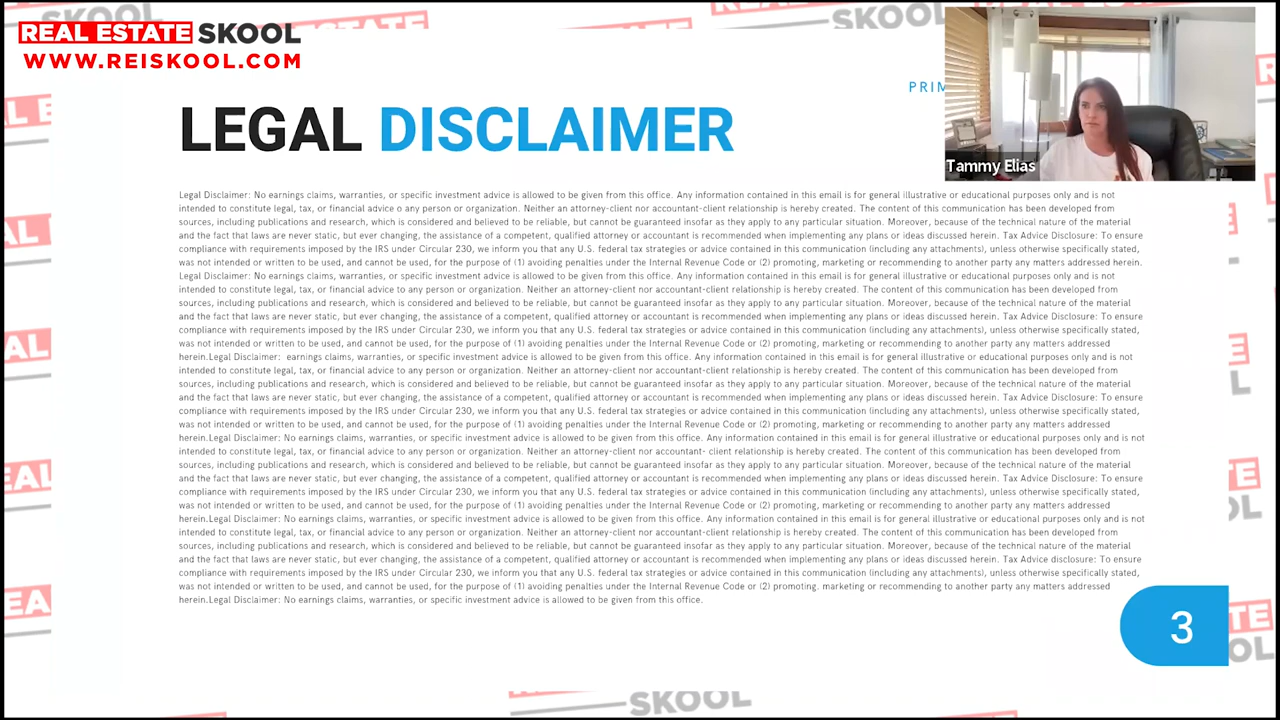 REAL ESTATE SKOOL
WWW.REISKOOL.COM
PRIM
Tammy Elias
LEGAL DISCLAIMER
Legal Disclaimer: No earnings claims, warranties, or specific investment advice is allowed to be given from this office. Any information contained in this email is for general illustrative or educational purposes only and is not
intended to constitute legal, tax, or financial advice o any person or organization. Neither an attorney-client nor accountant-client relationship is hereby created. The content of this communication has been developed from
sources, including publications and research, which is considered and believed to be reliable, but cannot be guaranteed insofar as they apply to any particular situation. Moreover, because of the technical nature of the material
and the fact that laws are never static, but ever changing, the assistance of a competent, qualified attorney or accountant is recommended when implementing any plans or ideas discussed herein. Tax Advice Disclosure: To ensure
compliance with requirements imposed by the IRS under Circular 230, we inform you that any U.S. federal tax strategies or advice contained in this communication (including any attachments), unless otherwise specifically stated,
was not intended or written to be used, and cannot be used, for the purpose of (1) avoiding penalties under the Internal Revenue Code or (2) promoting, marketing or recommending to another party any matters addressed herein.
Legal Disclaimer: No earnings claims, warranties, or specific investment advice is allowed to be given from this office. Any information contained in this email is for general illustrative or educational purposes only and is not
intended to constitute legal, tax, or financial advice to any person or organization. Neither an attorney-client nor accountant-client relationship is hereby created. The content of this communication has been developed from
sources, including publications and research, which is considered and believed to be reliable, but cannot be guaranteed insofar as they apply to any particular situation. Moreover, because of the technical nature of the material
and the fact that laws are never static, but ever changing, the assistance of a competent, qualified attorney or accountant is recommended when implementing any plans or ideas discussed herein. Tax Advice Disclosure: To ensure
compliance with requirements imposed by the IRS under Circular 230, we inform you that any U.S. federal tax strategies or advice contained in this communication (including any attachments), unless otherwise specifically stated,
was not intended or written to be used, and cannot be used, for the purpose of (1) avoiding penalties under the Internal Revenue Code or (2) promoting, marketing or recommending to another party any matters addressed
herein.Legal Disclaimer: earnings claims, warranties, or specific investment advice is allowed to be given from this office. Any information contained in this email is for general illustrative or educational purposes only and is not
intended to constitute legal, tax, or financial advice to any person or organization. Neither an attorney-client nor accountant-client relationship is hereby created. The content of this communication has been developed from
sources, including publications and research, which is considered and believed to be reliable, but cannot be guaranteed insofar as they apply to any particular situation. Moreover, because of the technical nature of the material
and the fact that laws are never static, but ever changing, the assistance of a competent, qualified attorney or accountant is recommended when implementing any plans or ideas discussed herein. Tax Advice Disclosure: To ensure
compliance with requirements imposed by the IRS under Circular 230, we inform you that any U.S. federal tax strategies or advice contained in this communication (including any attachments), unless otherwise specifically stated,
was not intended or written to be used, and cannot be used, for the purpose of (1) avoiding penalties under the Internal Revenue Code or (2) promoting, marketing or recommending to another party any matters addressed
herein.Legal Disclaimer: No earnings claims, warranties, or specific investment advice is allowed to be given from this office. Any information contained in this email is for general illustrative or educational purposes only and is not
intended to constitute legal, tax, or financial advice to any person or organization. Neither an attorney-client nor accountant- client relationship is hereby created. The content of this communication has been developed from
sources, including publications and research, which is considered and believed to be reliable, but cannot be guaranteed insofar as they apply to any particular situation. Moreover, because of the technical nature of the material
and the fact that laws are never static, but ever changing, the assistance of a competent, qualified attorney or accountant is recommended when implementing any plans or ideas discussed herein. Tax Advice Disclosure: To ensure
compliance with requirements imposed by the IRS under Circular 230, we inform you that any U.S. federal tax strategies or advice contained in this communication (including any attachments), unless otherwise specifically stated,
was not intended or written to be used, and cannot be used, for the purpose of (1) avoiding penalties under the Internal Revenue Code or (2) promoting, marketing or recommending to another party any matters addressed
herein.Legal Disclaimer: No earnings claims, warranties, or specific investment advice is allowed to be given from this office. Any information contained in this email is for general illustrative or educational purposes only and is not
intended to constitute legal, tax, or financial advice to any person or organization. Neither an attorney-client nor accountant-client relationship is hereby created. The content of this communication has been developed from
sources, including publications and research, which is considered and believed to be reliable, but cannot be guaranteed insofar as they apply to any particular situation. Moreover, because of the technical nature of the material
and the fact that laws are never static, but ever changing, the assistance of a competent, qualified attorney or accountant is recommended when implementing any plans or ideas discussed herein. Tax Advice disclosure: To ensure
compliance with requirements imposed by the IRS under Circular 230, we inform you that any U.S. federal tax strategies or advice contained in this communication (including any attachments), unless otherwise specifically stated,
was not intended or written to be used, and cannot be used, for the purpose of (1) avoiding penalties under the Internal Revenue Code or (2) promoting. marketing or recommending to another party any matters addressed
herein.Legal Disclaimer: No earnings claims, warranties, or specific investment advice is allowed to be given from this office.
3
SKOOL